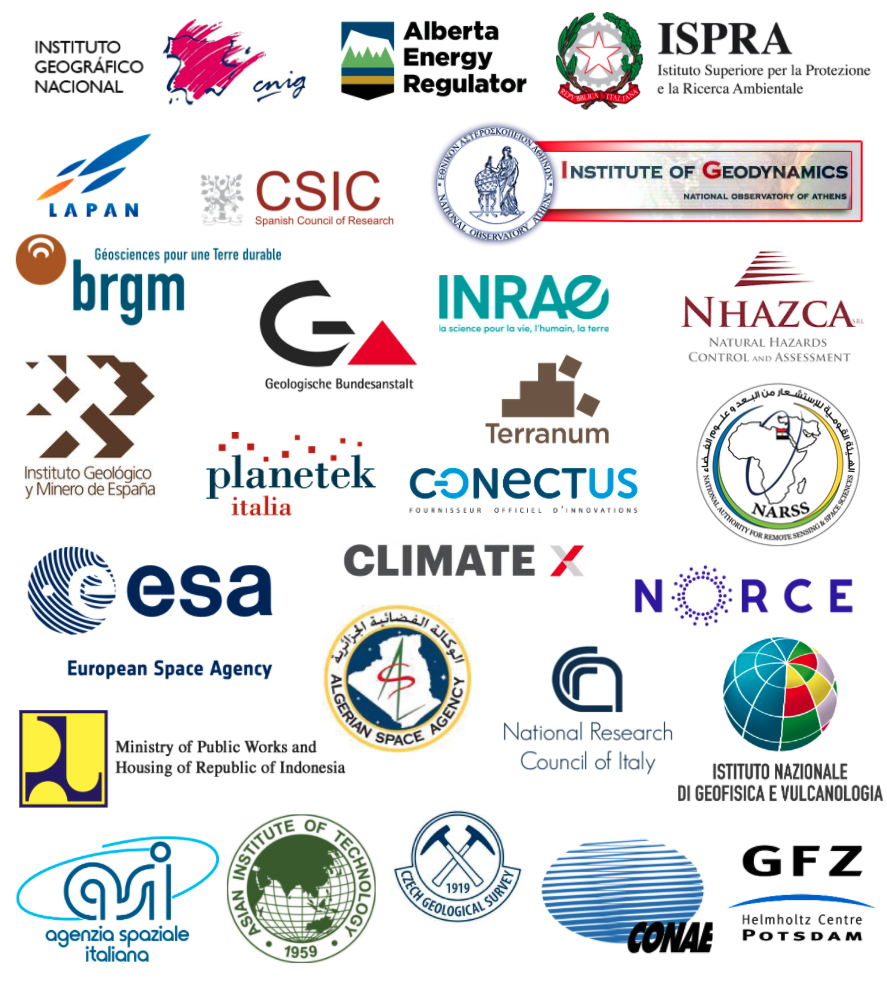 INSTITUTO
GEOGRÁFICO
NACIONAL
cnig
Alberta
Energy
Regulator
REPVBBLICA ITALIANA
ISPRA
Istituto Superiore per la Protezione
e la Ricerca Ambientale
LAPAN
CSIC
Spanish Council of Research
ΕΘΝΙΚΟΝ ΑΣΤΕΡΟΣΚΟΠΕΙΟΝ ΑΘΗΝΩΝ
NATIONAL OBSERVATORY ATHENS
INSTITUTE OF GEODYNAMICS
NATIONAL OBSERVATORY OF ATHENS
Géosciences pour une Terre durable
brgm
Geologische Bundesanstalt
INRAE
la science pour la vie, l'humain, la terre
NHAZCA SRL
NATURAL HAZARDS
CONTROL AND ASSESSMENT
Instituto Geológico
y Minero de España
planetek
italia
Terranum
CONECTUS
FOURNISSEUR OFFICIEL D'INNOVATIONS
الهيئة القومية للإستشعار من البعد و علوم الفضاء
NARSS
NATIONAL AUTHORITY FOR REMOTE SENSING & SPACE SCIENCES
esa
European Space Agency
CLIMATE X
NORCE
الوكالة الفضائية الجزائرية
ALGERIAN SPACE AGENCY
National Research
Council of Italy
ISTITUTO NAZIONALE
DI GEOFISICA E VULCANOLOGIA
Ministry of Public Works and
Housing of Republic of Indonesia
asi
agenzia spaziale
italiana
ASIAN INSTITUTE OF TECHNOLOGY
1959
1919
CZECH GEOLOGICAL SURVEY
CONAE
GFZ
Helmholtz Centre
POTSDAM